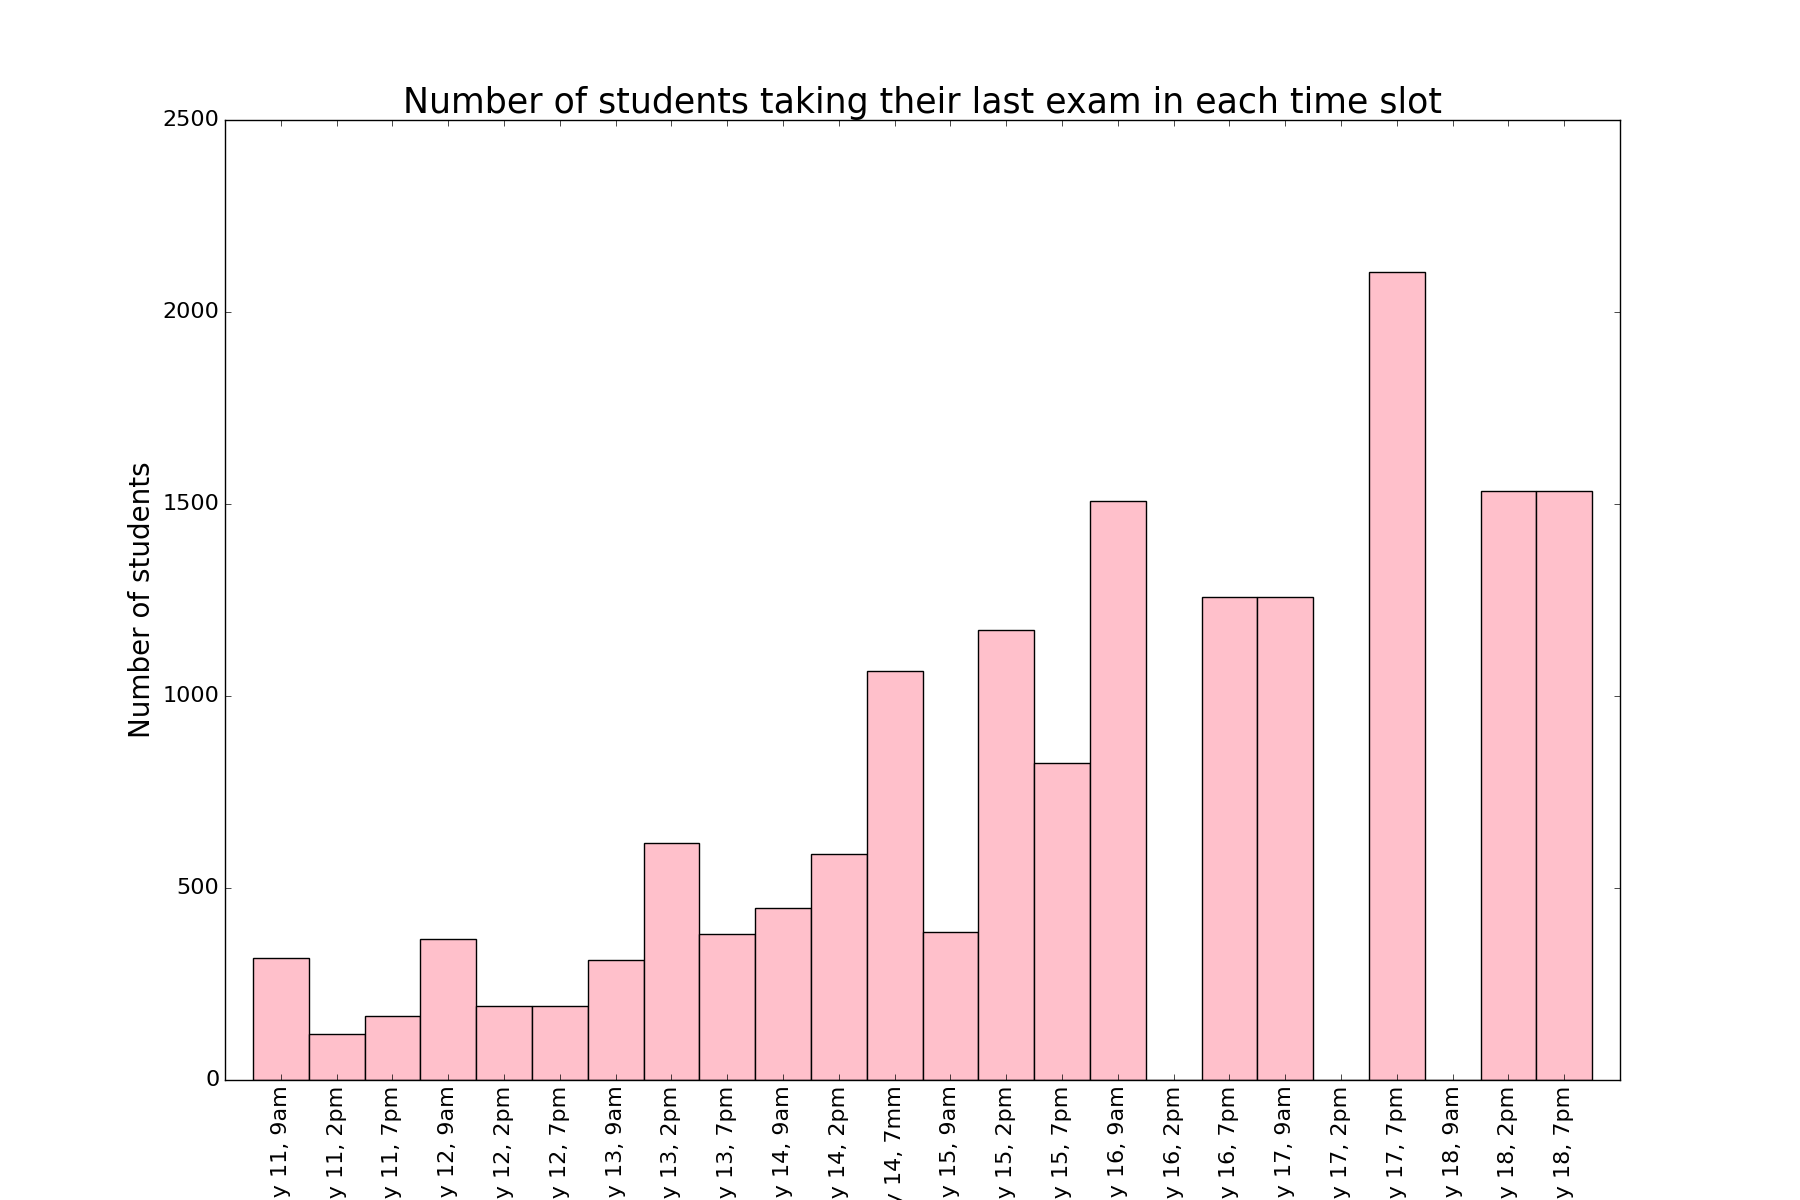 Number of students taking their last exam in each time slot
Number of students
2500
2000
1500
1000
500
0
y 11, 9am
y 11, 2pm
y 11, 7pm
y 12, 9am
y 12, 2pm
y 12, 7pm
y 13, 9am
y 13, 2pm
y 13, 7pm
y 14, 9am
y 14, 2pm
y 14, 7mm
y 15, 9am
y 15, 2pm
y 15, 7pm
y 16, 9am
y 16, 2pm
y 16, 7pm
y 17, 9am
y 17, 2pm
y 17, 7pm
y 18, 9am
y 18, 2pm
y 18, 7pm